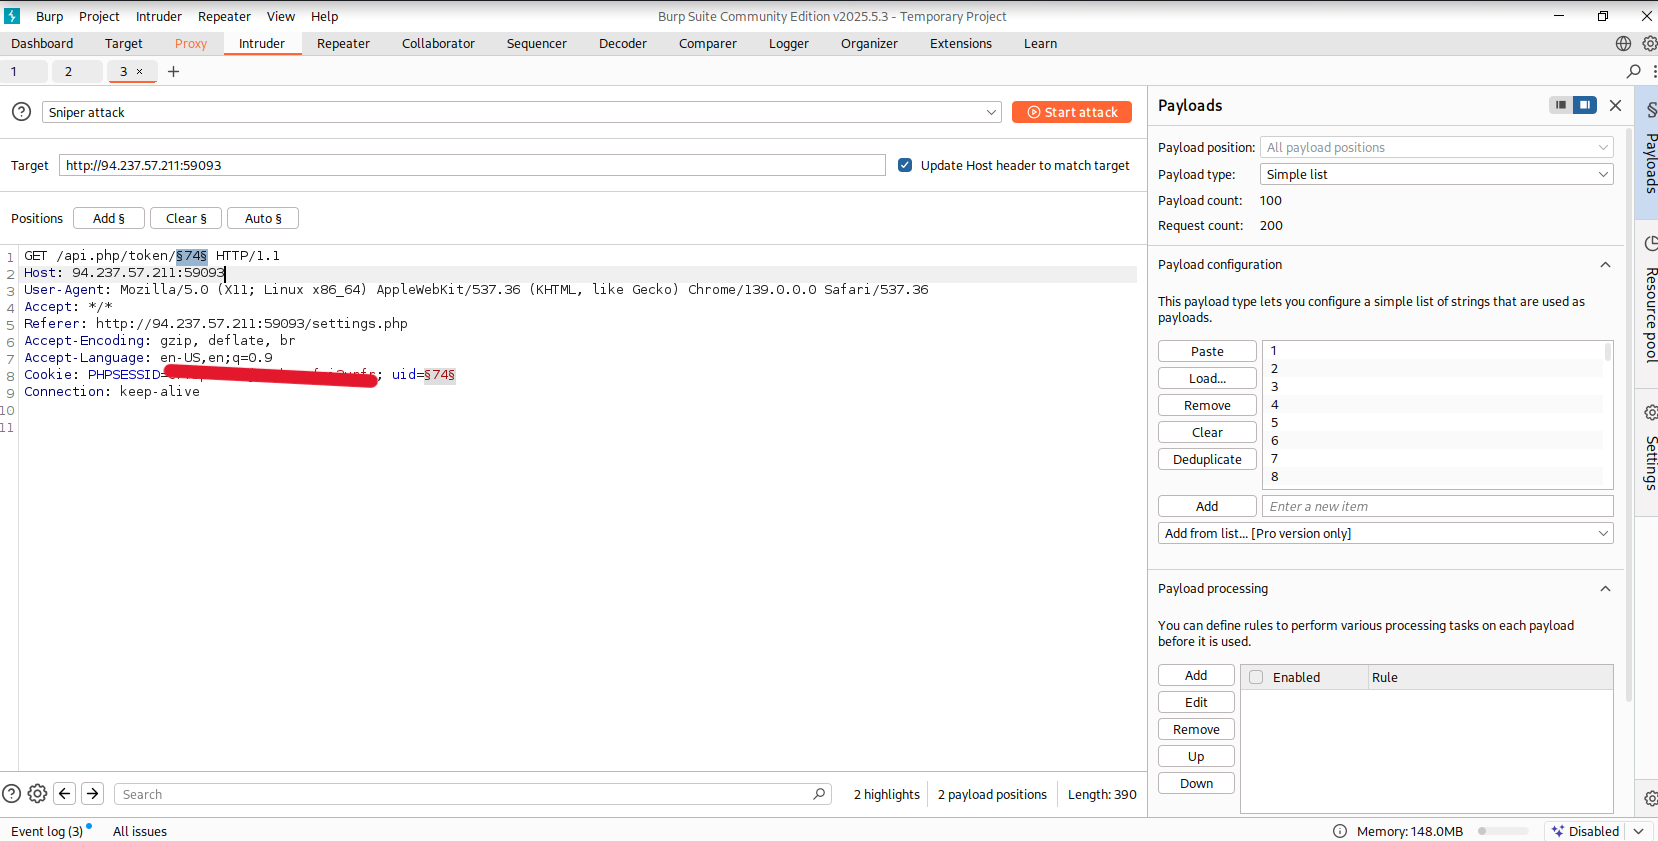 Burp Project Intruder Repeater View Help Burp Suite Community Edition v2025.5.3 - Temporary Project
Dashboard Target Proxy Intruder Repeater Collaborator Sequencer Decoder Comparer Logger Organizer Extensions Learn
1 2 3 × +
Sniper attack Start attack
Target http://94.237.57.211:59093 Update Host header to match target
Positions Add § Clear § Auto §
1 GET /api.php/token/§74§ HTTP/1.1
2 Host: 94.237.57.211:59093
3 User-Agent: Mozilla/5.0 (X11; Linux x86_64) AppleWebKit/537.36 (KHTML, like Gecko) Chrome/139.0.0.0 Safari/537.36
4 Accept: */*
5 Referer: http://94.237.57.211:59093/settings.php
6 Accept-Encoding: gzip, deflate, br
7 Accept-Language: en-US,en;q=0.9
8 Cookie: PHPSESSID= ; uid=§74§
9 Connection: keep-alive
10
11
Search 2 highlights 2 payload positions Length: 390
Payloads
Payload position: All payload positions
Payload type: Simple list
Payload count: 100
Request count: 200
Payload configuration
This payload type lets you configure a simple list of strings that are used as
payloads.
Paste
Load...
Remove
Clear
Deduplicate
1
2
3
4
5
6
7
8
Add Enter a new item
Add from list... [Pro version only]
Payload processing
You can define rules to perform various processing tasks on each payload
before it is used.
Add
Edit
Remove
Up
Down
Enabled Rule
§ Payloads
Resource pool
Settings
Event log (3) All issues Memory: 148.0MB Disabled